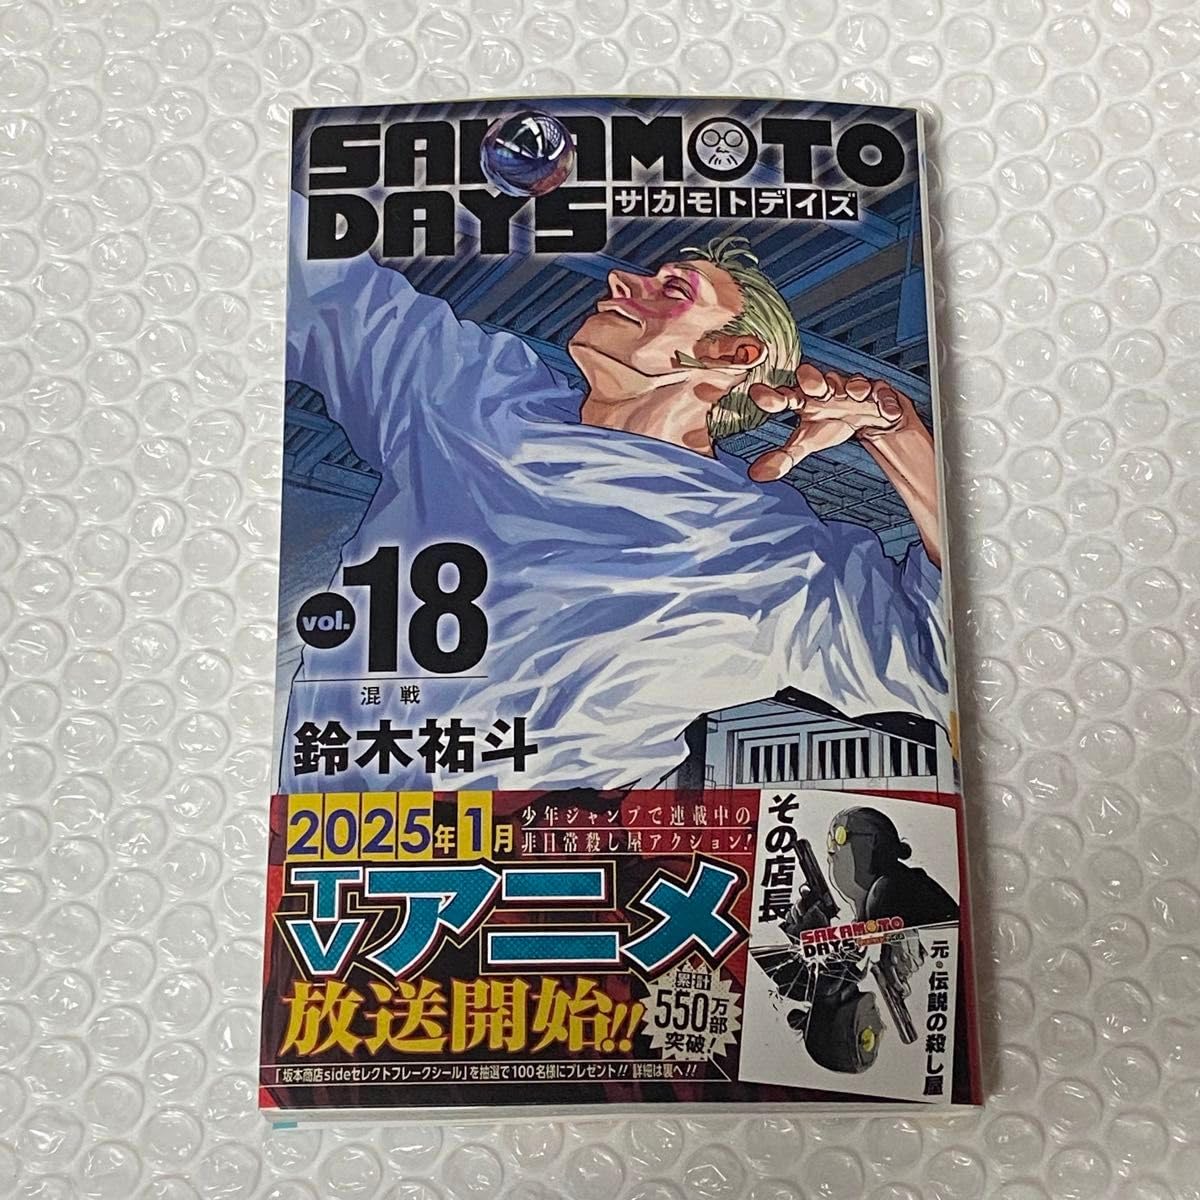 SAKAMOTO
DAYS
サカモトデイズ
vol.18
混戦
鈴木祐斗
2025年1月
少年ジャンプで連載中の
非日常殺し屋アクション!
TVアニメ
放送開始!!
累計
550万部
突破!
「坂本商店sideセレクトフレークシール」を抽選で100名様にプレゼント!! 詳細は裏へ!!
その店長
SAKAMOTO
DAYS
元・伝説の殺し屋